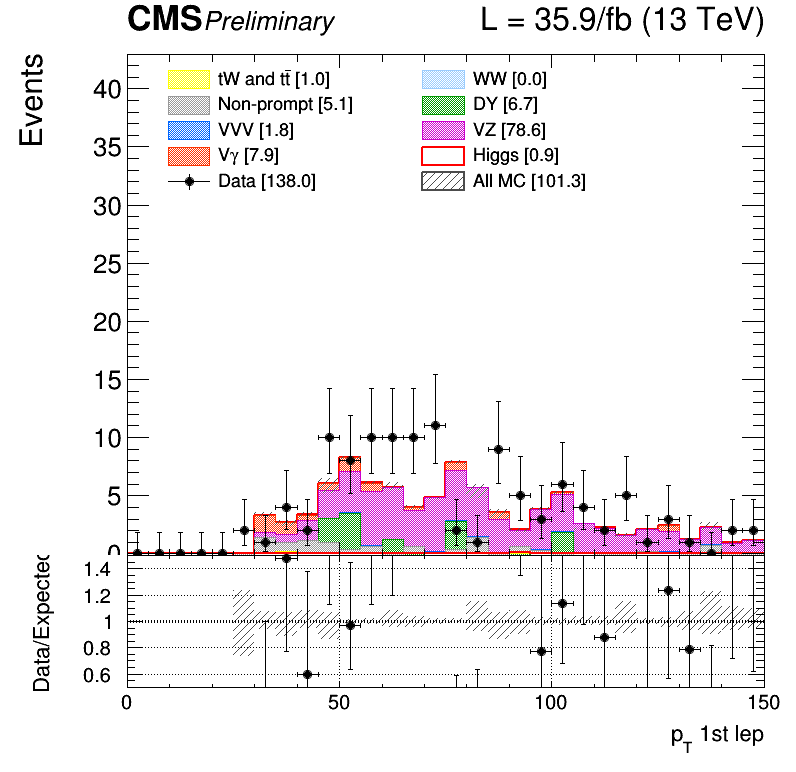 CMS Preliminary L = 35.9/fb (13 TeV)
Events
40
35
30
25
20
15
10
5
0
tW and tt̄ [1.0]
Non-prompt [5.1]
VVV [1.8]
Vγ [7.9]
Data [138.0]
WW [0.0]
DY [6.7]
VZ [78.6]
Higgs [0.9]
All MC [101.3]
Data/Expected
1.4
1.2
1
0.8
0.6
0 50 100 150
p_T 1st lep